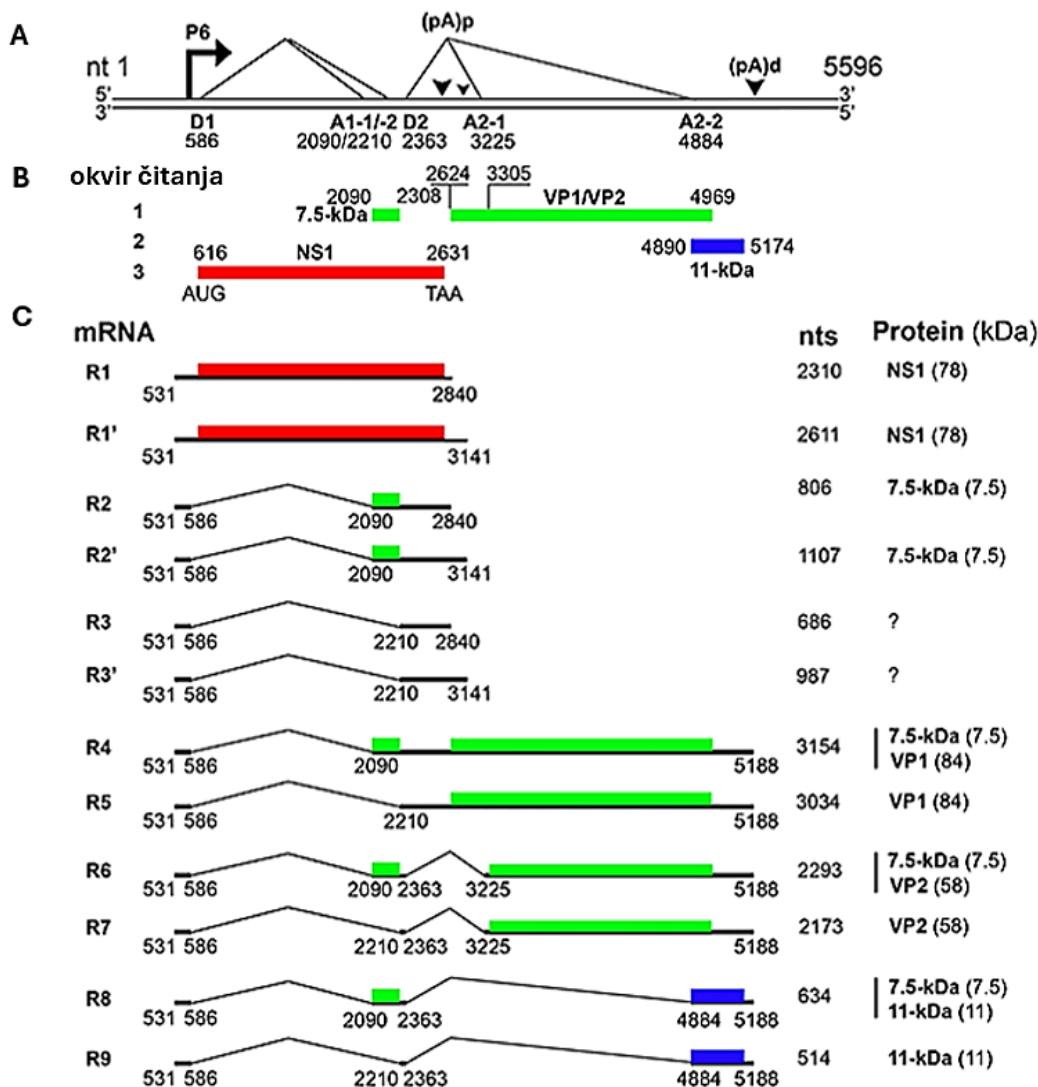 A
P6
(pA)p
nt 1
(pA)d
5596
5' 3'
3' 5'
D1 A1-1/-2 D2 A2-1 A2-2
586 2090/2210 2363 3225 4884
B okvir čitanja
2624 3305
2090 2308 VP1/VP2 4969
1 7.5-kDa
2 4890 5174
616 NS1 2631 11-kDa
3
AUG TAA
C
mRNA nts Protein (kDa)
R1 2310 NS1 (78)
531 2840
R1' 2611 NS1 (78)
531 3141
R2 806 7.5-kDa (7.5)
531 586 2090 2840
R2' 1107 7.5-kDa (7.5)
531 586 2090 3141
R3 686 ?
531 586 2210 2840
R3' 987 ?
531 586 2210 3141
R4 3154 7.5-kDa (7.5)
VP1 (84)
531 586 2090 5188
R5 3034 VP1 (84)
531 586 2210 5188
R6 2293 7.5-kDa (7.5)
VP2 (58)
531 586 2090 2363 3225 5188
R7 2173 VP2 (58)
531 586 2210 2363 3225 5188
R8 634 7.5-kDa (7.5)
11-kDa (11)
531 586 2090 2363 4884 5188
R9 514 11-kDa (11)
531 586 2210 2363 4884 5188